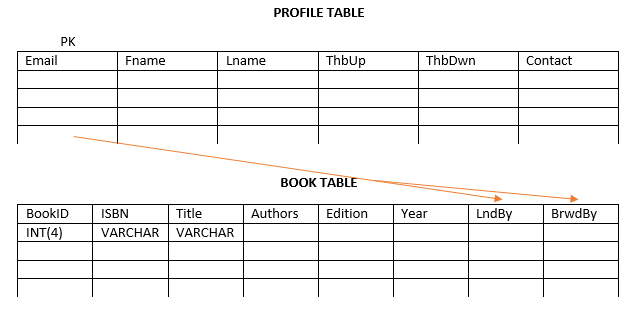 PROFILE TABLE
PK
Email Fname Lname ThbUp ThbDwn Contact
BOOK TABLE
BookID ISBN Title Authors Edition Year LndBy BrwdBy
INT(4) VARCHAR VARCHAR